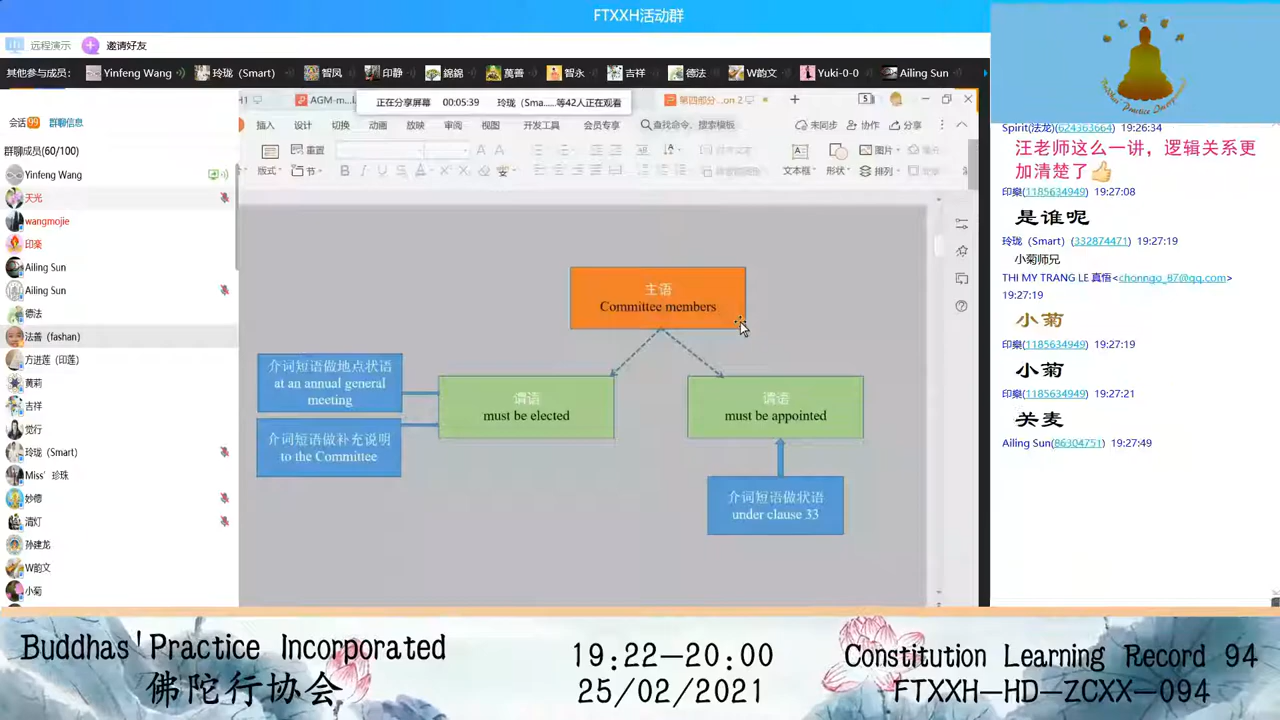 FTXXH活动群
远程演示
邀请好友
其他参与成员：
Yinfeng Wang
玲珑（Smart）
智凤
印静
錦錦
萬善
智永
吉祥
德法
W韵文
Yuki-0-0
Ailing Sun
AGM-m...
正在分享屏幕 00:05:39 玲珑（Sma......等42人正在观看
第四部分...on 2
插入 设计 切换 动画 放映 审阅 视图 开发工具 会员专享
查找命令、搜索模板
未同步 协作 分享
版式 重置 节
B
文本框 形状 图片 排列
会话99 群聊信息
群聊成员(60/100)
Yinfeng Wang
天光
wangmojie
印楽
Ailing Sun
Ailing Sun
德法
法善（fashan）
方进莲（印莲）
黄莉
吉祥
觉行
玲珑（Smart）
Miss’珍珠
妙德
清灯
孙建龙
W韵文
小菊
主语
Committee members
介词短语做地点状语
at an annual general
meeting
介词短语做补充说明
to the Committee
谓语
must be elected
谓语
must be appointed
介词短语做状语
under clause 33
Spirit(法龙)(624363664) 19:26:34
汪老师这么一讲，逻辑关系更
加清楚了
印樂(1185634949) 19:27:08
是谁呢
玲珑（Smart）(332874471) 19:27:19
小菊师兄
THI MY TRANG LE 真悟<chonngo_87@qq.com>
19:27:19
小菊
印樂(1185634949) 19:27:19
小菊
印樂(1185634949) 19:27:21
关麦
Ailing Sun(86304751) 19:27:49
Buddhas' Practice Incorporated
佛陀行协会
19:22—20:00
25/02/2021
Constitution Learning Record 94
FTXXH—HD—ZCXX—094